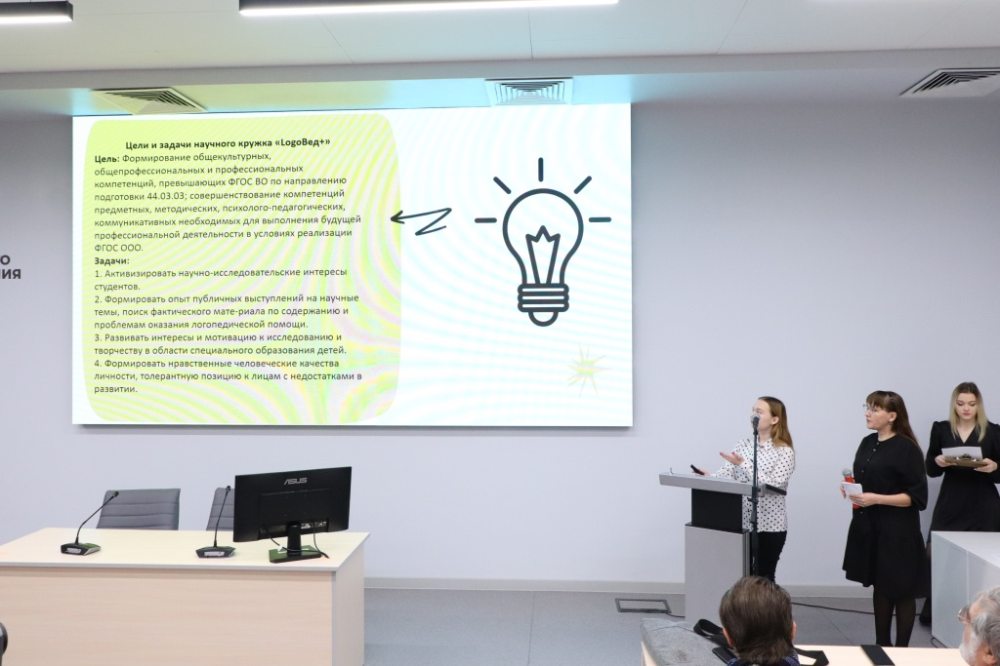 Цели и задачи научного кружка «LogoВед+»
Цель: Формирование общекультурных,
общепрофессиональных и профессиональных
компетенций, превышающих ФГОС ВО по направлению
подготовки 44.03.03; совершенствование компетенций
предметных, методических, психолого-педагогических,
коммуникативных необходимых для выполнения будущей
профессиональной деятельности в условиях реализации
ФГОС ООО.
Задачи:
1. Активизировать научно-исследовательские интересы
студентов.
2. Формировать опыт публичных выступлений на научные
темы, поиск фактического мате-риала по содержанию и
проблемам оказания логопедической помощи.
3. Развивать интересы и мотивацию к исследованию и
творчеству в области специального образования детей.
4. Формировать нравственные человеческие качества
личности, толерантную позицию к лицам с недостатками в
развитии.
ASUS